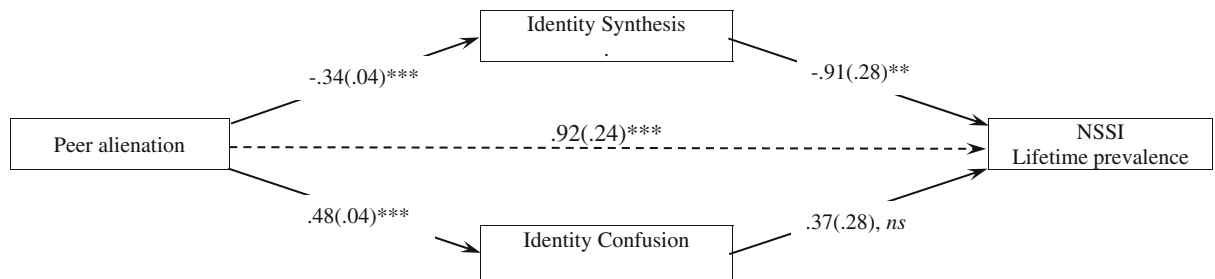 Identity Synthesis
.
-.34(.04)***
-.91(.28)**
Peer alienation
.92(.24)***
NSSI
Lifetime prevalence
.48(.04)***
.37(.28), ns
Identity Confusion